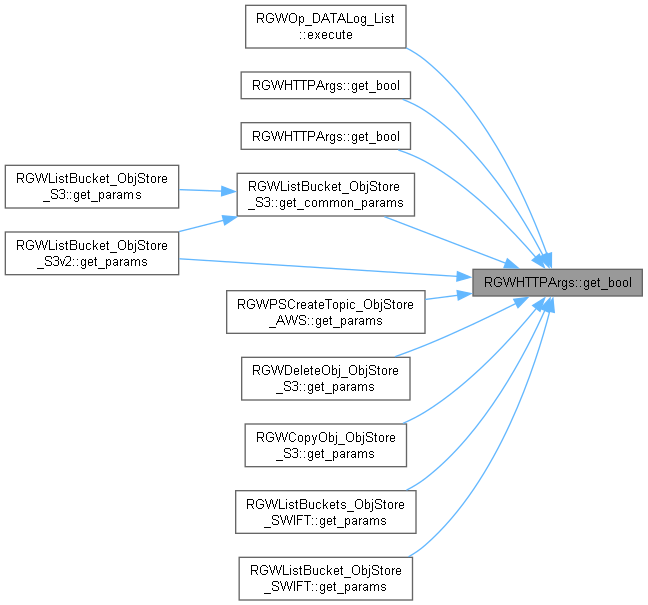 RGWOp_DATALog_List
::execute
RGWHTTPArgs::get_bool
RGWHTTPArgs::get_bool
RGWListBucket_ObjStore
_S3::get_params
RGWListBucket_ObjStore
_S3::get_common_params
RGWListBucket_ObjStore
_S3v2::get_params
RGWHTTPArgs::get_bool
RGWPSCreateTopic_ObjStore
_AWS::get_params
RGWDeleteObj_ObjStore
_S3::get_params
RGWCopyObj_ObjStore
_S3::get_params
RGWListBuckets_ObjStore
_SWIFT::get_params
RGWListBucket_ObjStore
_SWIFT::get_params